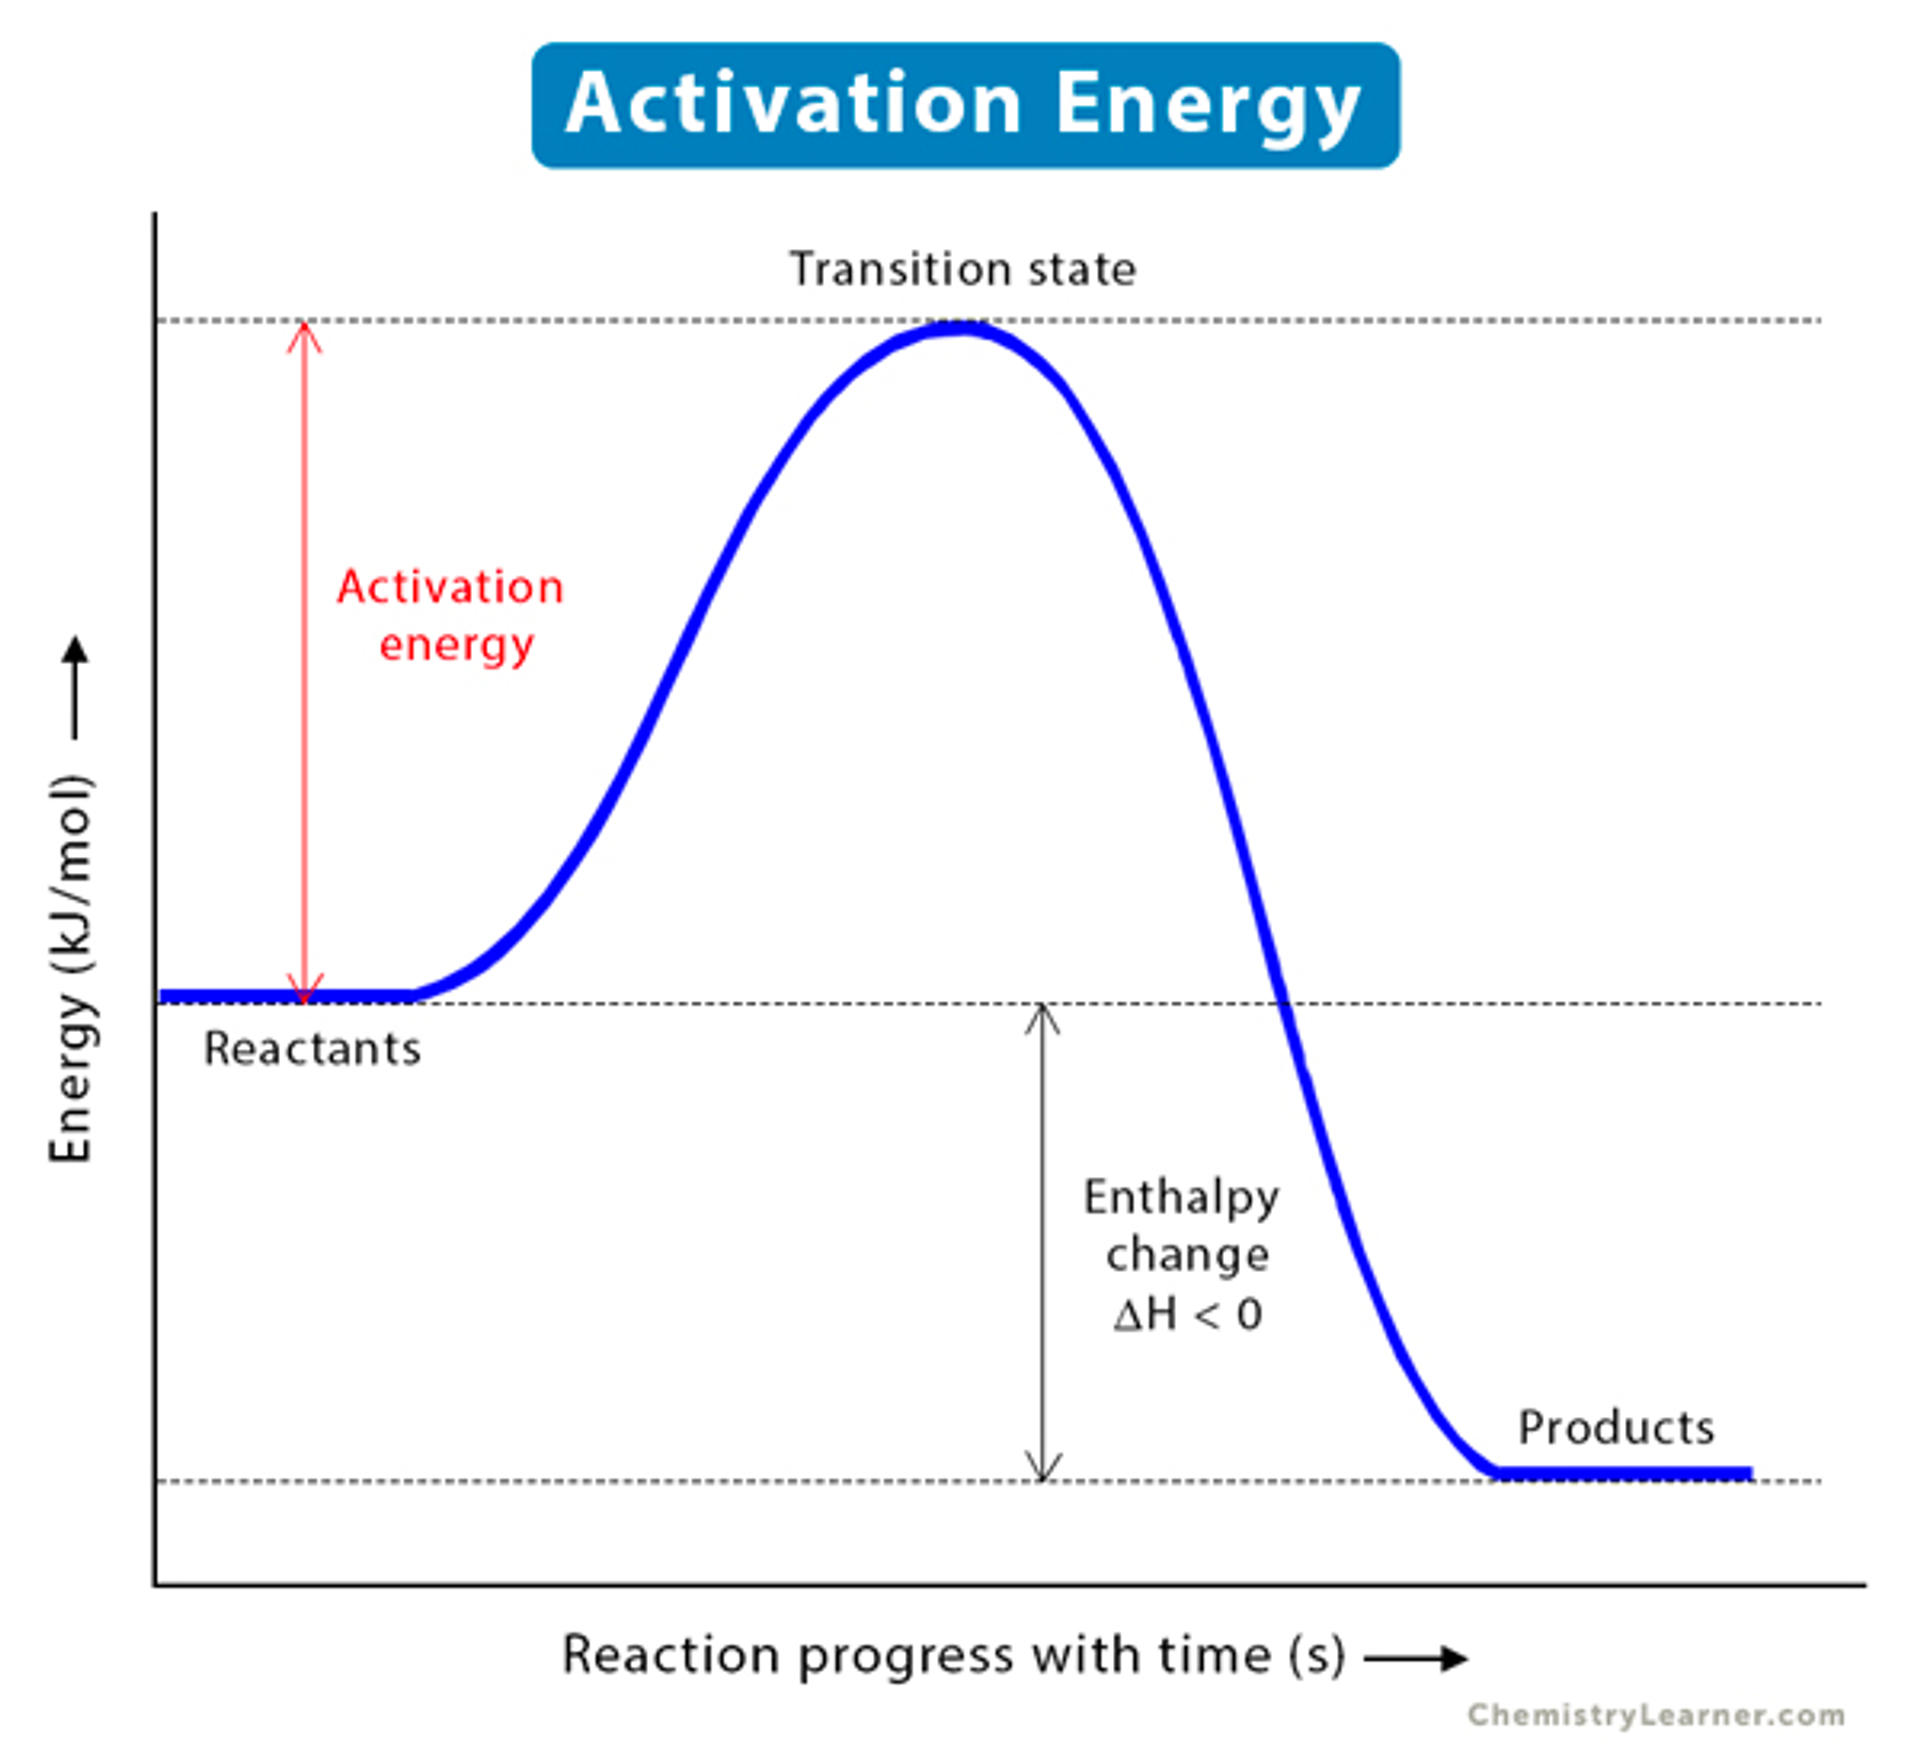 Activation Energy
Transition state
Activation
energy
Energy (kJ/mol)
Reactants
Enthalpy
change
ΔH < 0
Products
Reaction progress with time (s)
ChemistryLearner.com